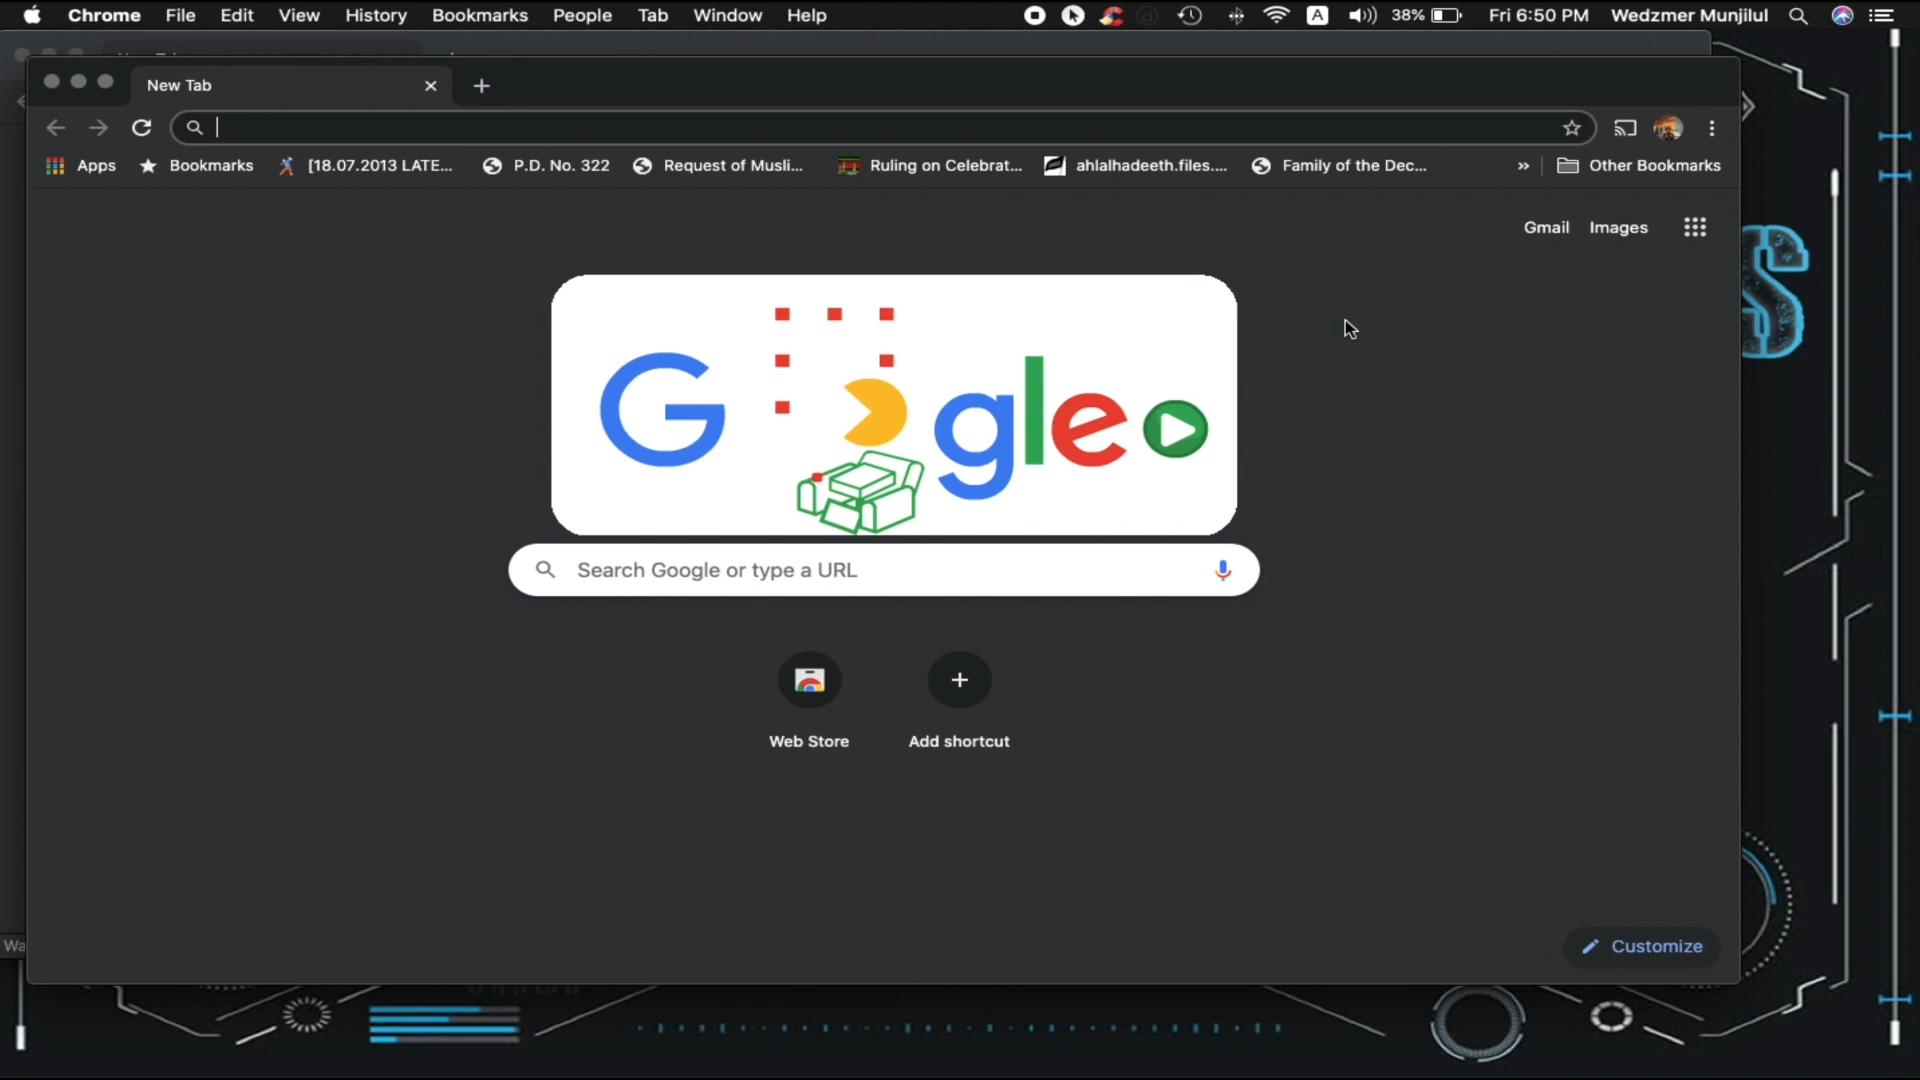 Chrome File Edit View History Bookmarks People Tab Window Help A 38% Fri 6:50 PM Wedzmer Munjilul
New Tab
Apps Bookmarks [18.07.2013 LATE... P.D. No. 322 Request of Musli... Ruling on Celebrat... ahlalhadeeth.files.... Family of the Dec... » Other Bookmarks
Gmail Images
G gle
Search Google or type a URL
Web Store Add shortcut
Wa
Customize
S